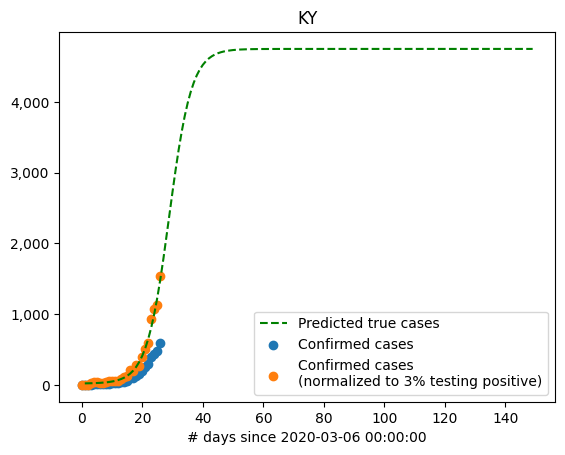 KY
4,000
3,000
2,000
1,000
0
0 20 40 60 80 100 120 140
# days since 2020-03-06 00:00:00
Predicted true cases
Confirmed cases
Confirmed cases
(normalized to 3% testing positive)